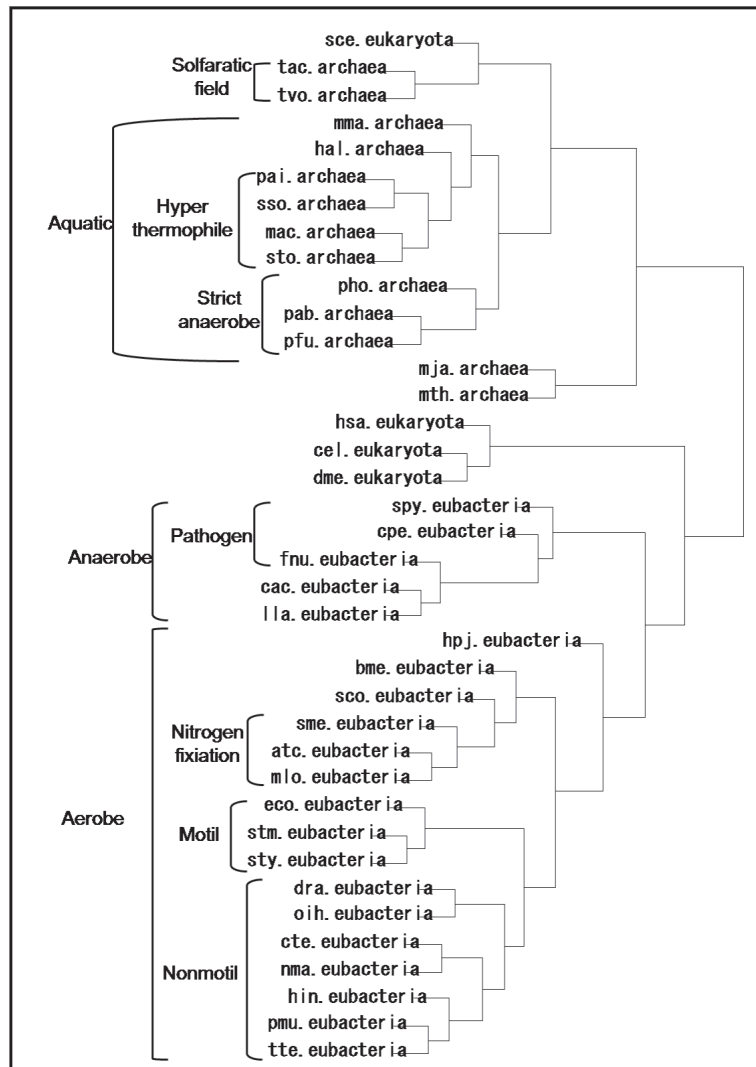 sce.eukaryota
Solfaratic
field
tac.archaea
tvo.archaea
mma.archaea
hal.archaea
Aquatic
Hyper
thermophile
pai.archaea
sso.archaea
mac.archaea
sto.archaea
Strict
anaerobe
pho.archaea
pab.archaea
pfu.archaea
mja.archaea
mth.archaea
hsa.eukaryota
cel.eukaryota
dme.eukaryota
Anaerobe
Pathogen
spy.eubacteria
cpe.eubacteria
fnu.eubacteria
cac.eubacteria
lla.eubacteria
Aerobe
hpj.eubacteria
bme.eubacteria
sco.eubacteria
Nitrogen
fixiation
sme.eubacteria
atc.eubacteria
mlo.eubacteria
Motil
eco.eubacteria
stm.eubacteria
sty.eubacteria
Nonmotil
dra.eubacteria
oih.eubacteria
cte.eubacteria
nma.eubacteria
hin.eubacteria
pmu.eubacteria
tte.eubacteria